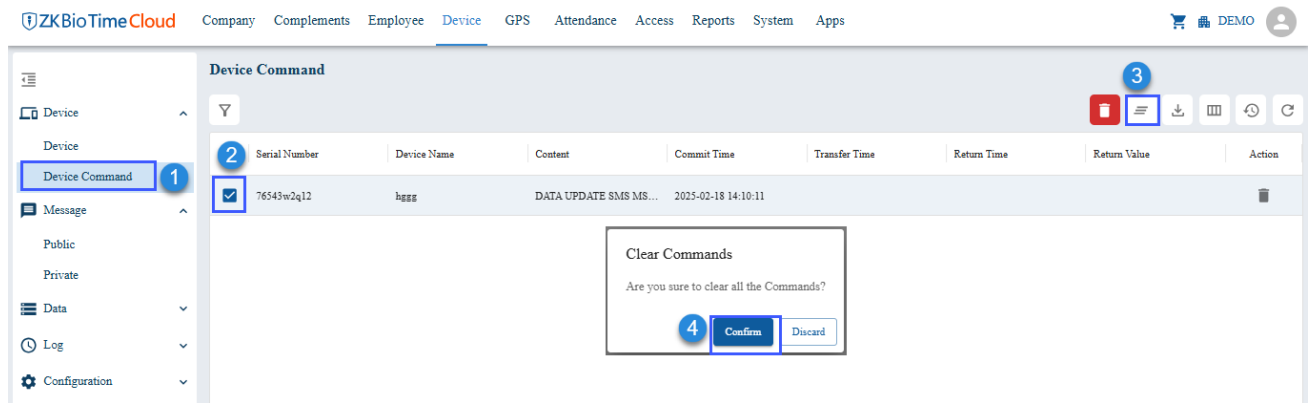 ZKBioTime Cloud Company Complements Employee Device GPS Attendance Access Reports System Apps DEMO
Device Command
3
Device
Device
2 Serial Number Device Name Content Commit Time Transfer Time Return Time Return Value Action
Device Command 1
76543w2q12 hggg DATA UPDATE SMS MS... 2025-02-18 14:10:11
Message
Public
Clear Commands
Private
Are you sure to clear all the Commands?
Data
4 Confirm Discard
Log
Configuration